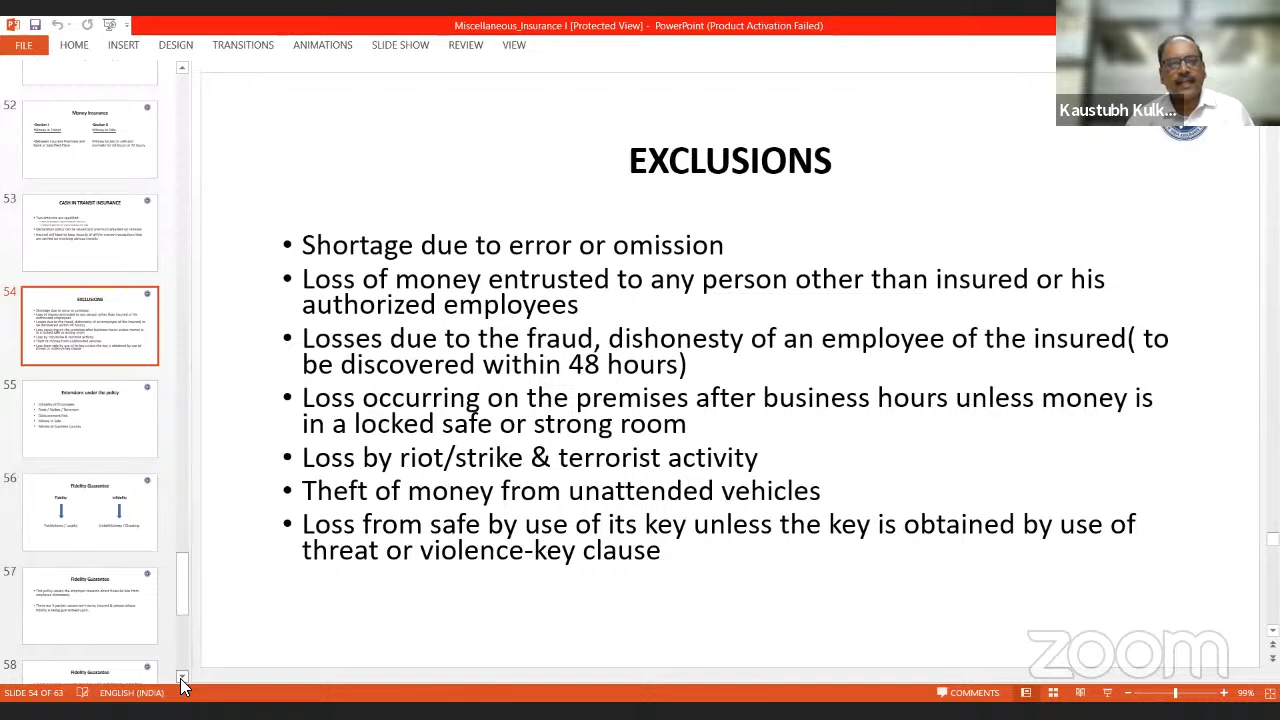 Miscellaneous_Insurance I [Protected View] - PowerPoint (Product Activation Failed)
FILE HOME INSERT DESIGN TRANSITIONS ANIMATIONS SLIDE SHOW REVIEW VIEW
Kaustubh Kulk...
52
Money Insurance
53
CASH IN TRANSIT INSURANCE
54
EXCLUSIONS
55
Extensions under the policy
56
Fidelity Guarantee
57
Fidelity Guarantee
58
Fidelity Guarantee
EXCLUSIONS
• Shortage due to error or omission
• Loss of money entrusted to any person other than insured or his
authorized employees
• Losses due to the fraud, dishonesty of an employee of the insured( to
be discovered within 48 hours)
• Loss occurring on the premises after business hours unless money is
in a locked safe or strong room
• Loss by riot/strike & terrorist activity
• Theft of money from unattended vehicles
• Loss from safe by use of its key unless the key is obtained by use of
threat or violence-key clause
zoom
SLIDE 54 OF 63 ENGLISH (INDIA) COMMENTS 99%